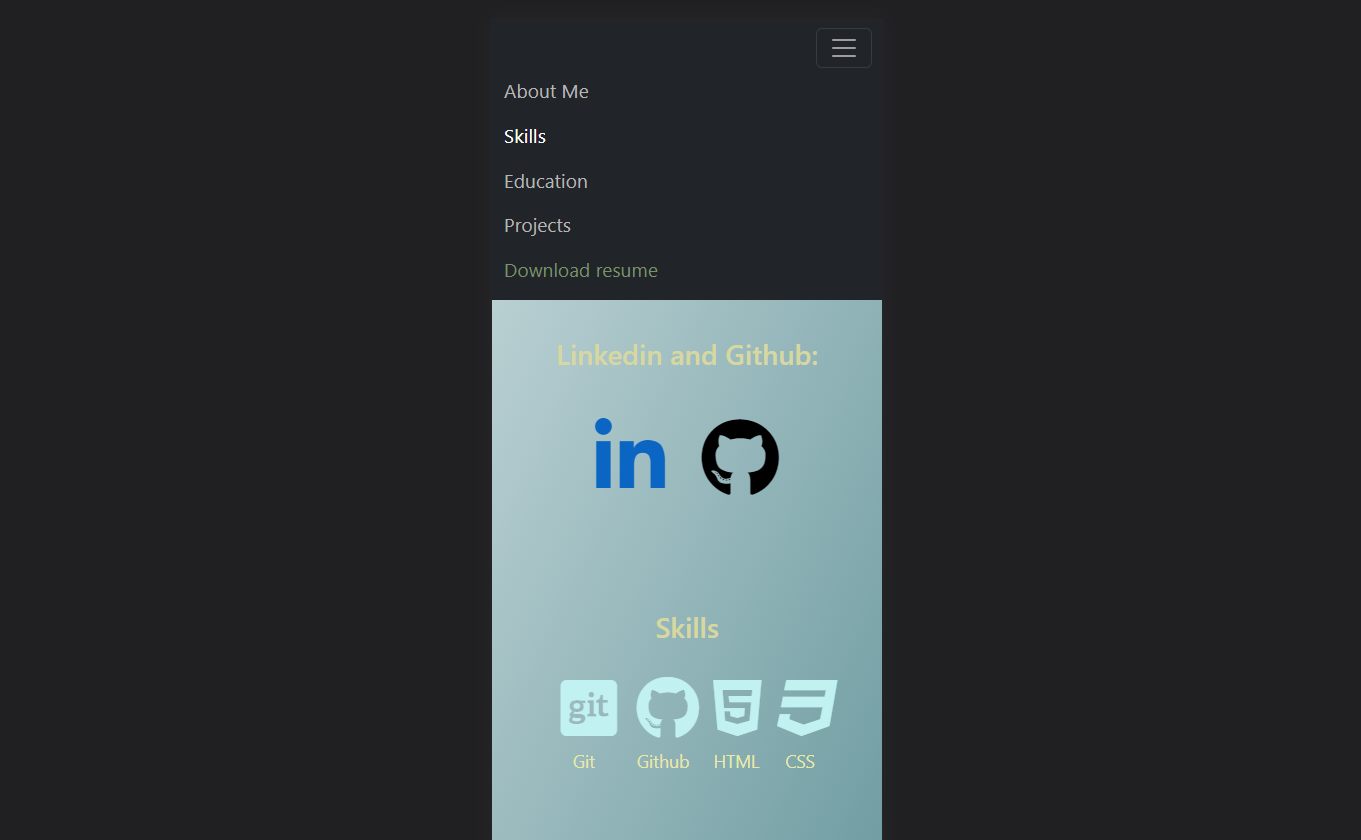 About Me
Skills
Education
Projects
Download resume
Linkedin and Github:
in
Skills
git
Git Github HTML CSS